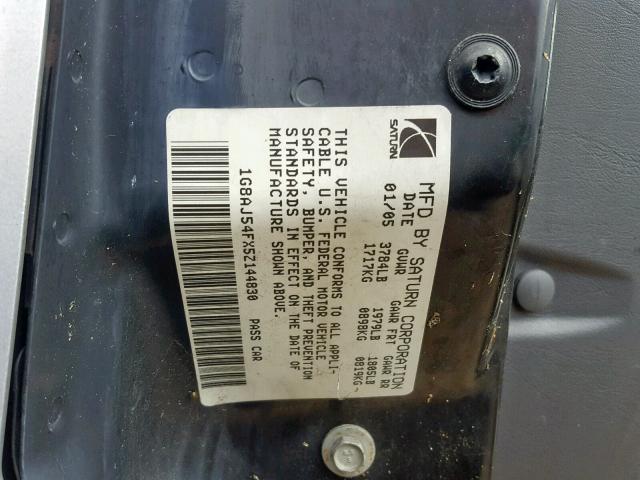 SATURN
MFD BY SATURN CORPORATION
DATE GVWR GAWR FRT GAWR RR
01/05 3784LB 1979LB 1805LB
1717KG 0898KG 0819KG
THIS VEHICLE CONFORMS TO ALL APPLI-
CABLE U.S. FEDERAL MOTOR VEHICLE
SAFETY, BUMPER, AND THEFT PREVENTION
STANDARDS IN EFFECT ON THE DATE OF
MANUFACTURE SHOWN ABOVE.
1G8AJ54FX5Z144830 PASS CAR